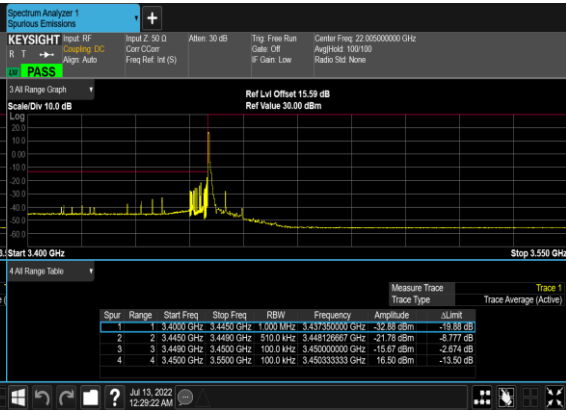 Spectrum Analyzer 1
Spurious Emissions
+
KEYSIGHT Input: RF Input Z: 50 Ω Atten: 30 dB Trig: Free Run Center Freq: 22.005000000 GHz
R T Coupling: DC Corr CCorr Gate: Off Avg|Hold: 100/100
Align: Auto Freq Ref: Int (S) IF Gain: Low Radio Std: None
PASS
3 All Range Graph Ref Lvl Offset 15.59 dB
Scale/Div 10.0 dB Ref Value 30.00 dBm
Log
20.0
10.0
0.00
-10.0
-20.0
-30.0
-40.0
-50.0
-60.0
Start 3.400 GHz Stop 3.550 GHz
4 All Range Table
Measure Trace Trace 1
Trace Type Trace Average (Active)
Spur Range Start Freq Stop Freq RBW Frequency Amplitude ΔLimit
1 1 3.4000 GHz 3.4450 GHz 1.000 MHz 3.437350000 GHz -32.88 dBm -19.88 dB
2 2 3.4450 GHz 3.4490 GHz 510.0 kHz 3.448126667 GHz -21.78 dBm -8.777 dB
3 3 3.4490 GHz 3.4500 GHz 100.0 kHz 3.450000000 GHz -15.67 dBm -2.674 dB
4 4 3.4500 GHz 3.5500 GHz 100.0 kHz 3.450333333 GHz 16.50 dBm -13.50 dB
? Jul 13, 2022
12:29:22 AM